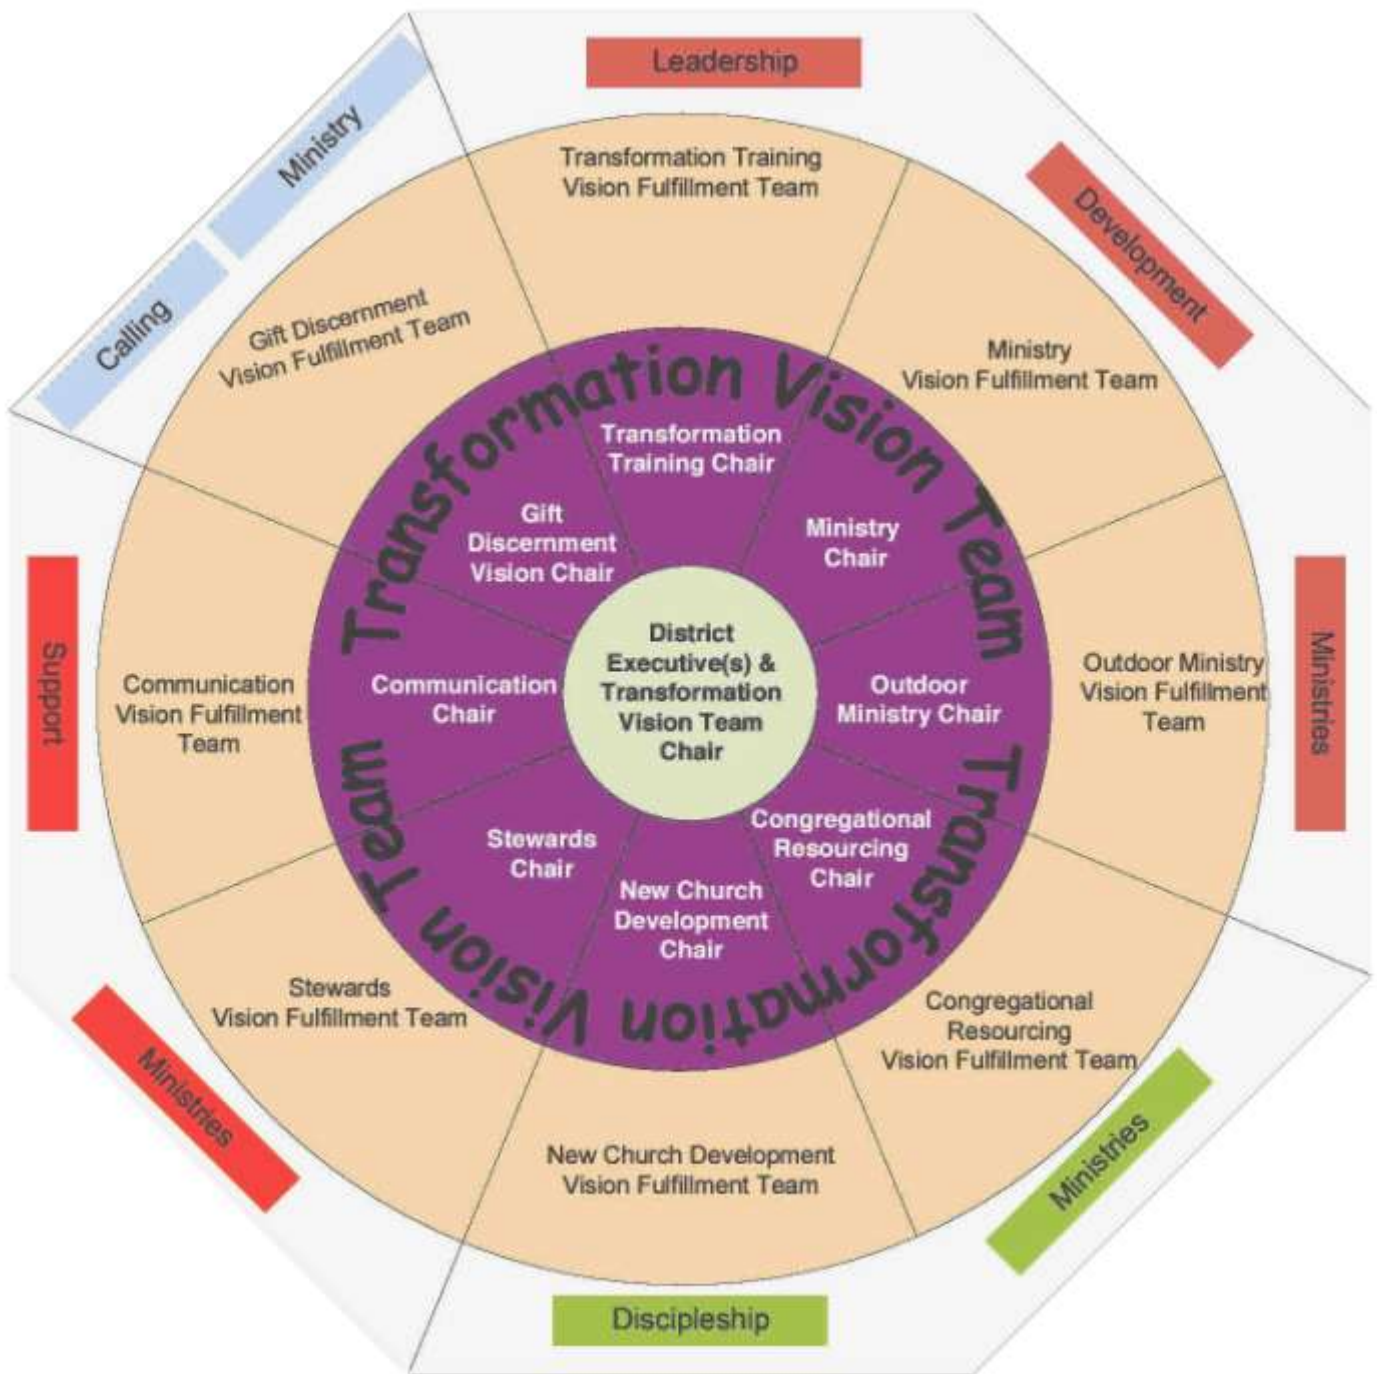 Leadership
Development
Ministries
Ministries
Discipleship
Ministries
Support
Calling
Ministry
Transformation Training
Vision Fulfillment Team
Ministry
Vision Fulfillment Team
Outdoor Ministry
Vision Fulfillment
Team
Congregational
Resourcing
Vision Fulfillment Team
New Church Development
Vision Fulfillment Team
Stewards
Vision Fulfillment Team
Communication
Vision Fulfillment
Team
Gift Discernment
Vision Fulfillment Team
Transformation Vision Team
Transformation Vision Team
Transformation
Training Chair
Ministry
Chair
Outdoor
Ministry Chair
Congregational
Resourcing
Chair
New Church
Development
Chair
Stewards
Chair
Communication
Chair
Gift
Discernment
Vision Chair
District
Executive(s) &
Transformation
Vision Team
Chair